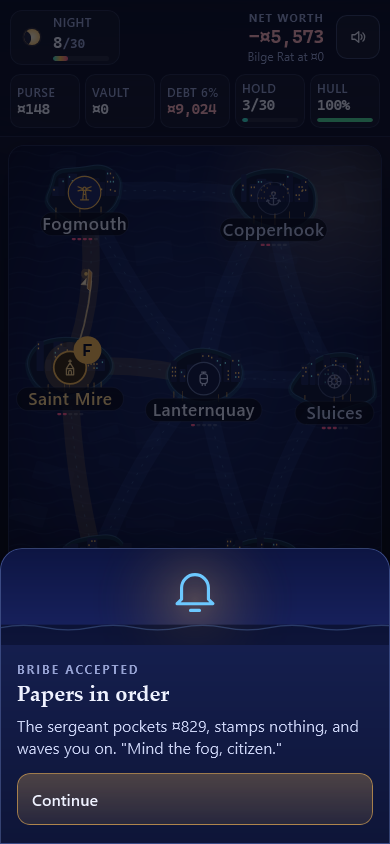 NIGHT
8/30
NET WORTH
−¤5,573
Bilge Rat at ¤0
PURSE
¤148
VAULT
¤0
DEBT 6%
¤9,024
HOLD
3/30
HULL
100%
Fogmouth
Copperhook
F
Saint Mire
Lanternquay
Sluices
BRIBE ACCEPTED
Papers in order
The sergeant pockets ¤829, stamps nothing, and
waves you on. "Mind the fog, citizen."
Continue